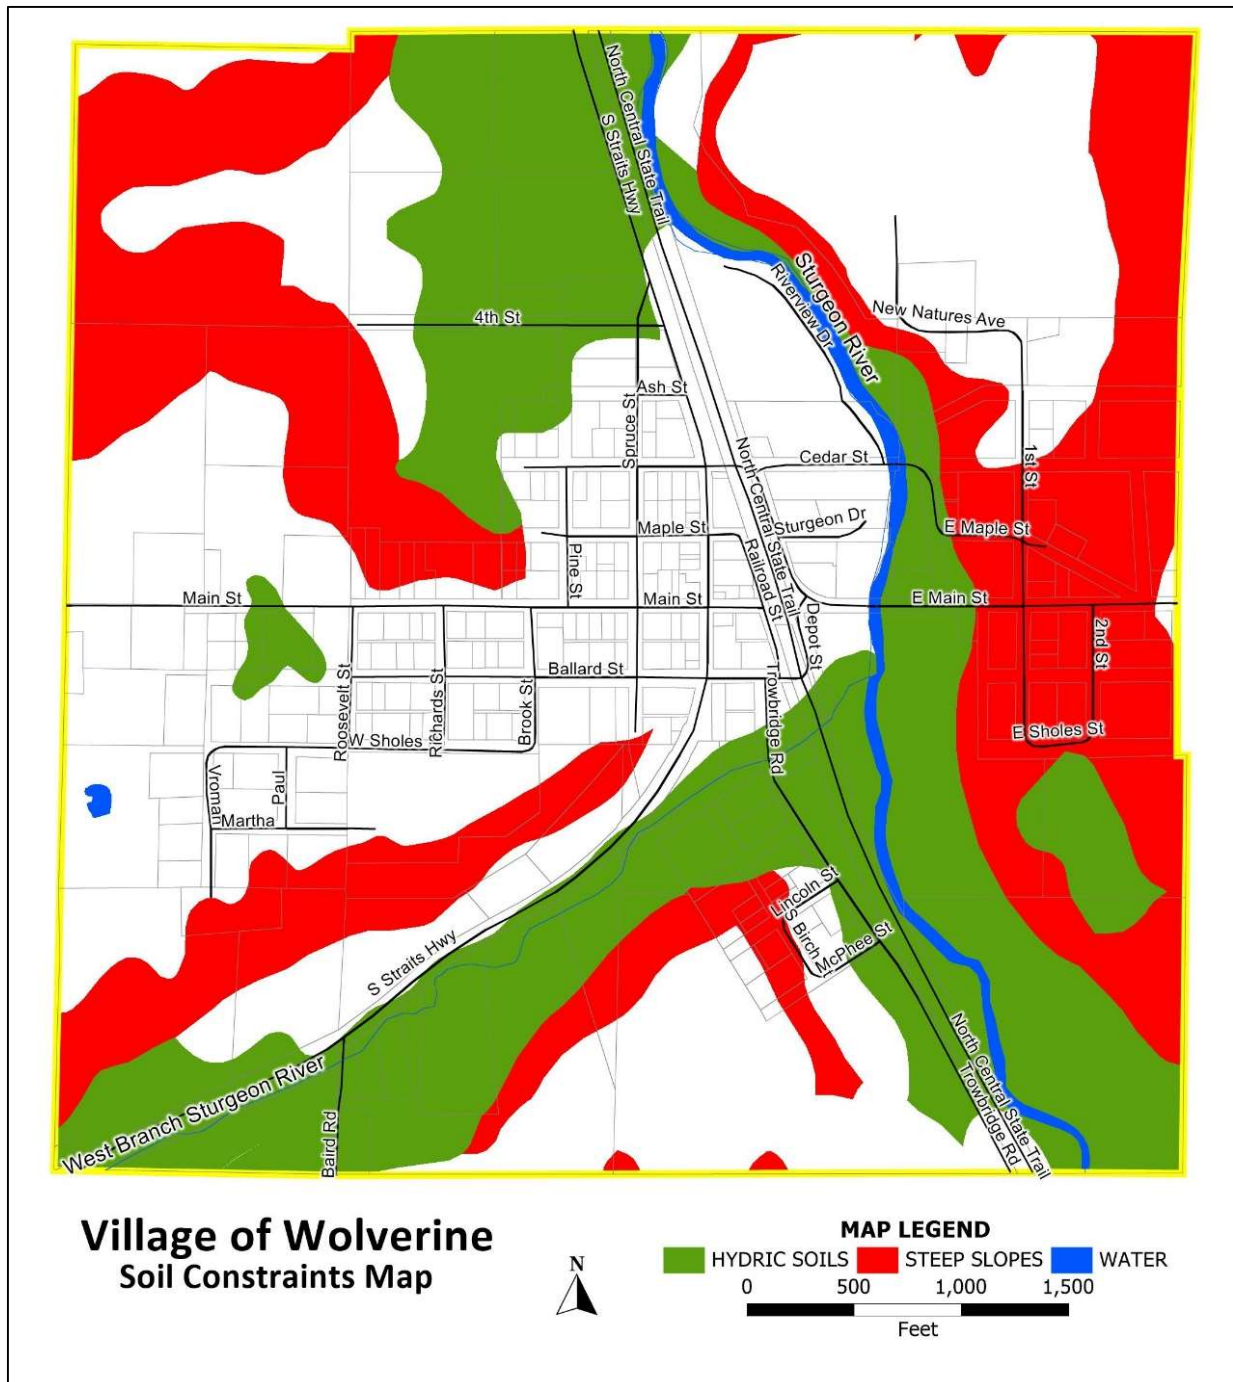 North Central State Trail
S Straits Hwy
Sturgeon River
Riverview Dr
New Natures Ave
4th St
Ash St
Spruce St
Cedar St
1st St
North Central State Trail
Maple St
Sturgeon Dr
E Maple St
Pine St
Railroad St
Main St
Main St
E Main St
Depot St
2nd St
Ballard St
Roosevelt St
Richards St
Brook St
Trowbridge Rd
W Sholes
E Sholes St
Vroman
Paul
Martha
Lincoln St
S Birch
McPhee St
S Straits Hwy
West Branch Sturgeon River
Baird Rd
North Central State Trail
Trowbridge Rd
Village of Wolverine
Soil Constraints Map
N
MAP LEGEND
HYDRIC SOILS STEEP SLOPES WATER
0 500 1,000 1,500
Feet